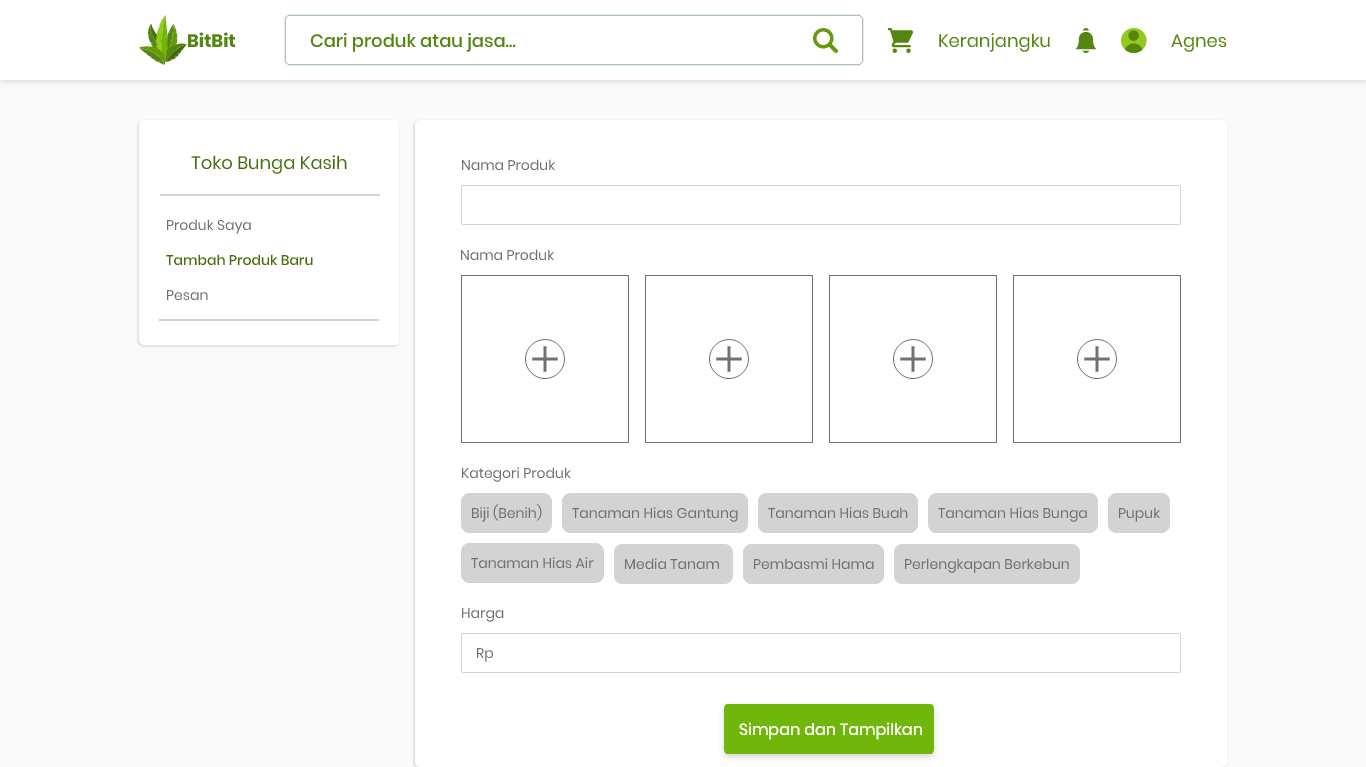 BitBit
Cari produk atau jasa...
Keranjangku
Agnes
Toko Bunga Kasih
Produk Saya
Tambah Produk Baru
Pesan
Nama Produk
Nama Produk
Kategori Produk
Biji (Benih) Tanaman Hias Gantung Tanaman Hias Buah Tanaman Hias Bunga Pupuk
Tanaman Hias Air Media Tanam Pembasmi Hama Perlengkapan Berkebun
Harga
Rp
Simpan dan Tampilkan